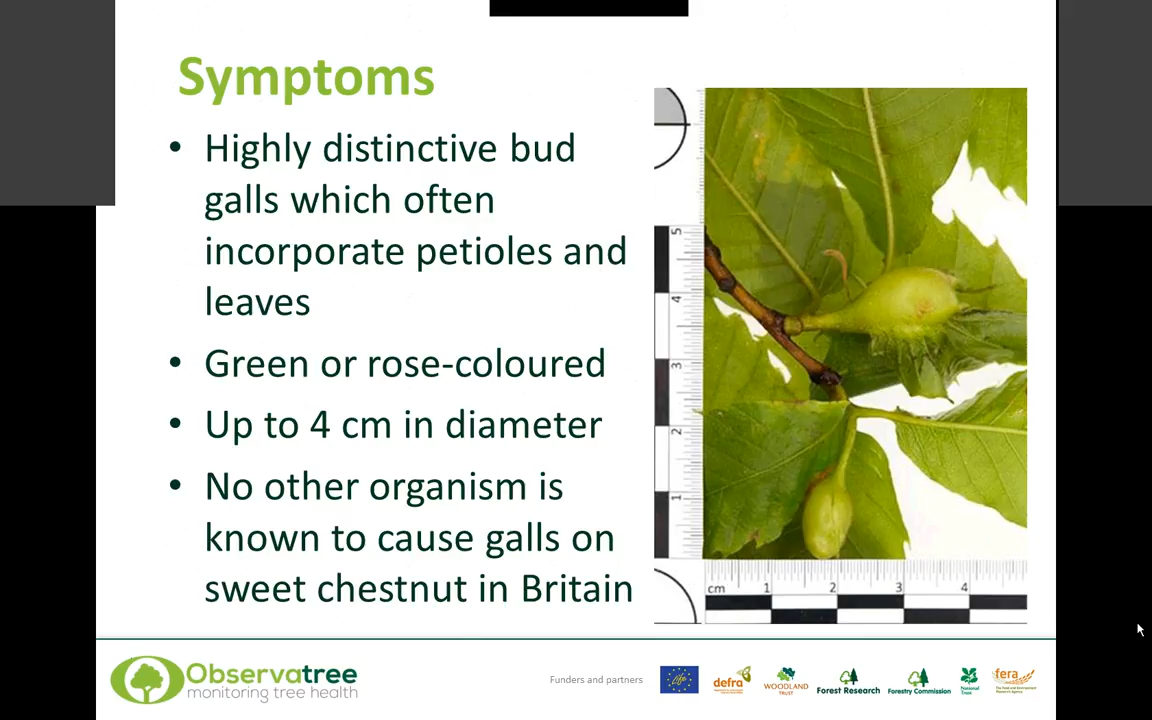 Symptoms
• Highly distinctive bud
galls which often
incorporate petioles and
leaves
• Green or rose-coloured
• Up to 4 cm in diameter
• No other organism is
known to cause galls on
sweet chestnut in Britain
5
4
3
2
1
cm 1 2 3 4
Observatree
monitoring tree health
Funders and partners
Life
defra
WOODLAND
TRUST
Forest Research
Forestry Commission
National
Trust
fera